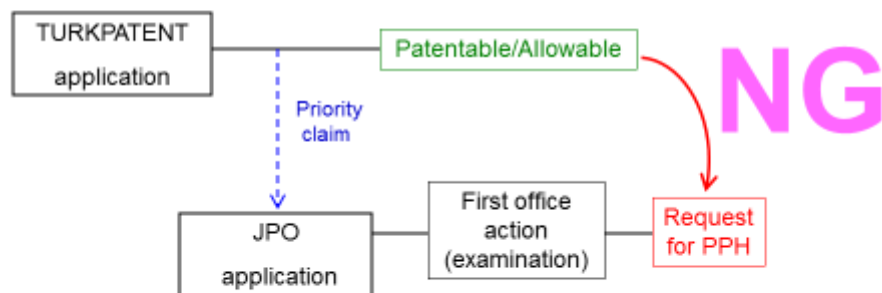 TURKPATENT
application
Patentable/Allowable
NG
Priority
claim
JPO
application
First office
action
(examination)
Request
for PPH